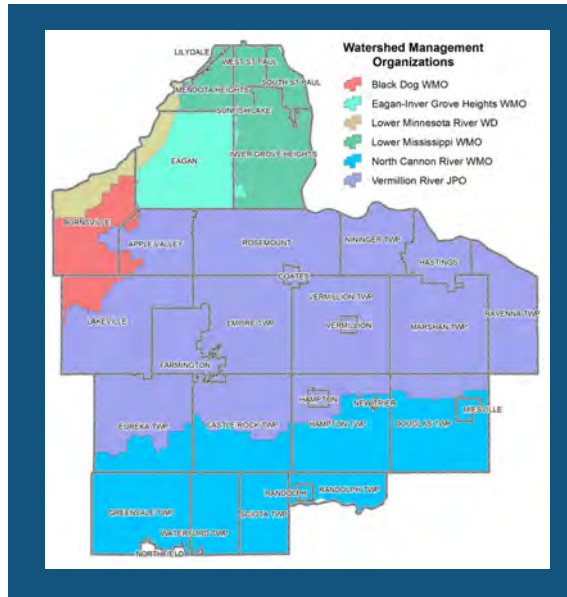 Watershed Management
Organizations
Black Dog WMO
Eagan-Inver Grove Heights WMO
Lower Minnesota River WD
Lower Mississippi WMO
North Cannon River WMO
Vermillion River JPO
LILYDALE
WEST ST PAUL
SOUTH ST PAUL
MENDOTA HEIGHTS
SUNFISH LAKE
EAGAN
INVER GROVE HEIGHTS
BURNSVILLE
APPLE VALLEY
ROSEMOUNT
NININGER TWP
HASTINGS
COATES
VERMILLION TWP
RAVENNA TWP
LAKEVILLE
EMPIRE TWP
VERMILLION
MARSHAN TWP
FARMINGTON
HAMPTON
NEW TRIER
MIESVILLE
EUREKA TWP
CASTLE ROCK TWP
HAMPTON TWP
DOUGLAS TWP
RANDOLPH
RANDOLPH TWP
GREENVALE TWP
SCIOTA TWP
WATERFORD TWP
NORTHFIELD